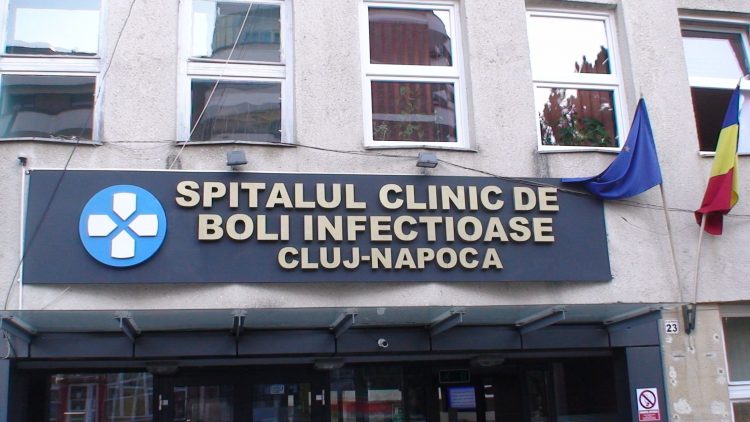 SPITALUL CLINIC DE
BOLI INFECTIOASE
CLUJ-NAPOCA
23